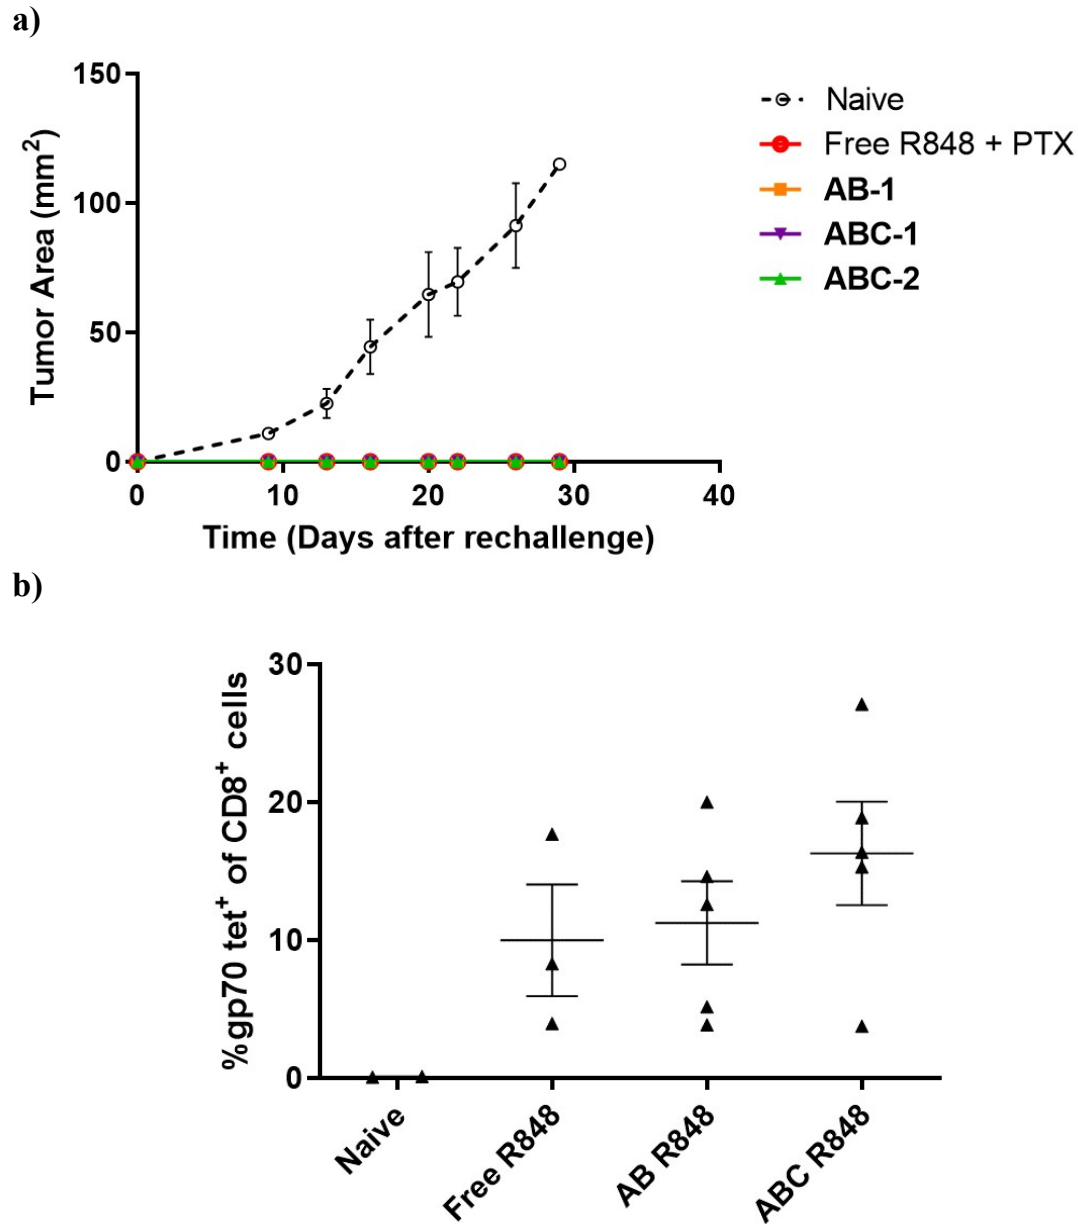 a)
150
100
50
0
Tumor Area (mm²)
0 10 20 30 40
Time (Days after rechallenge)
Naive
Free R848 + PTX
AB-1
ABC-1
ABC-2
b)
30
20
10
0
%gp70 tet⁺ of CD8⁺ cells
Naive
Free R848
AB R848
ABC R848